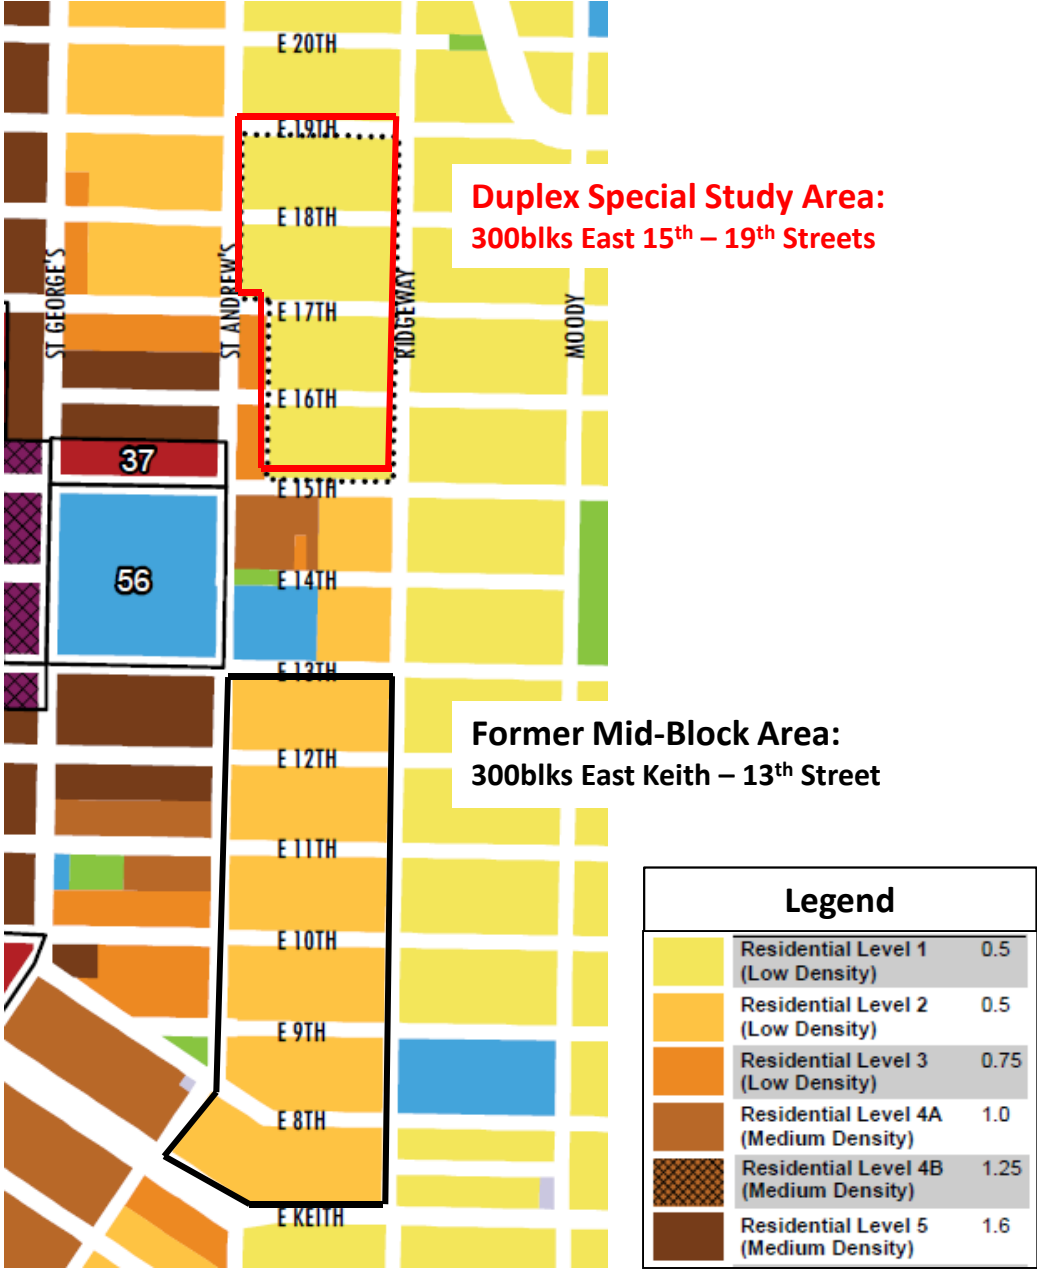 E 20TH
E 19TH
Duplex Special Study Area:
300blks East 15th – 19th Streets
E 18TH
ST GEORGE'S
ST ANDREW'S
RIDGEWAY
MOODY
E 17TH
E 16TH
37
E 15TH
56
E 14TH
E 13TH
Former Mid-Block Area:
300blks East Keith – 13th Street
E 12TH
E 11TH
E 10TH
E 9TH
E 8TH
E KEITH
Legend
Residential Level 1 0.5
(Low Density)
Residential Level 2 0.5
(Low Density)
Residential Level 3 0.75
(Low Density)
Residential Level 4A 1.0
(Medium Density)
Residential Level 4B 1.25
(Medium Density)
Residential Level 5 1.6
(Medium Density)